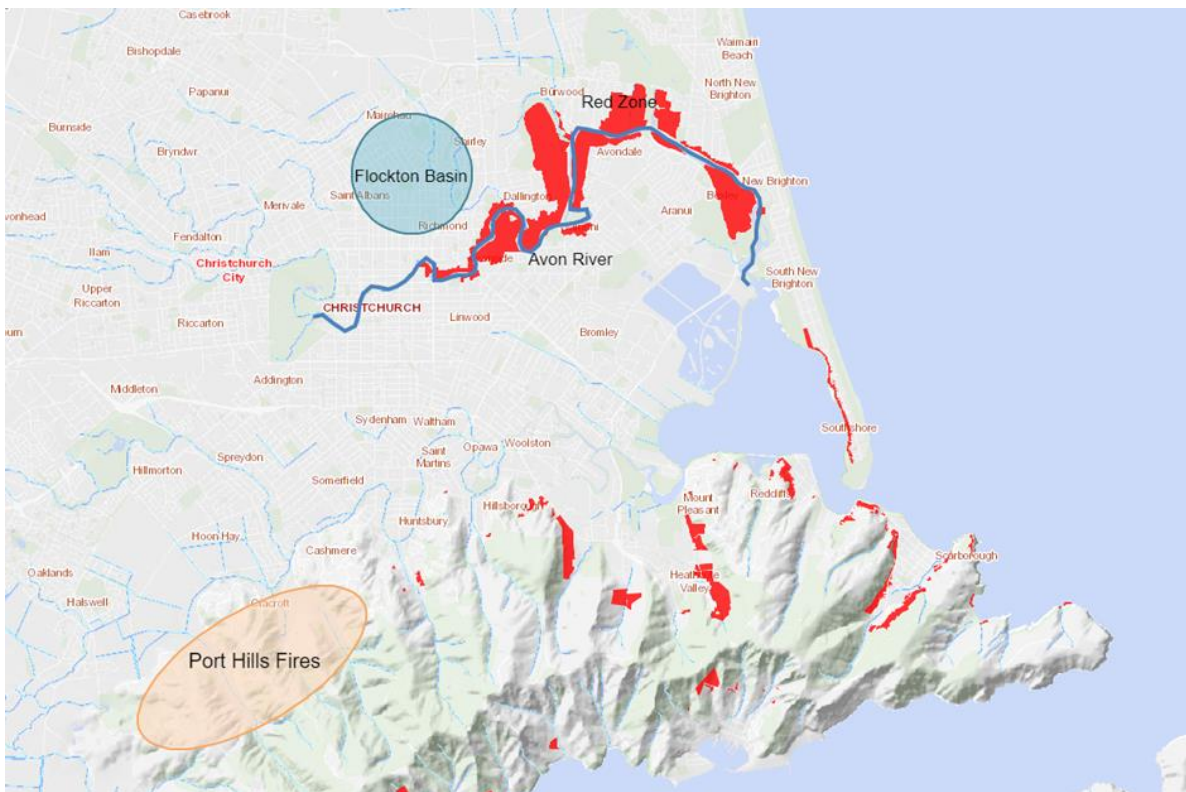 Casebrook
Waimairi
Beach
Bishopdale
North New
Brighton
Papanui
Burwood
Red Zone
Burnside
Mairehau
Shirley
Bryndwr
Avondale
Flockton Basin
New Brighton
Saint Albans
Dallington
Bexley
Merivale
Aranui
vonhead
Richmond
Fendalton
Ilam
Avon River
Christchurch
City
South New
Brighton
Upper
Riccarton
CHRISTCHURCH
Riccarton
Linwood
Bromley
Addington
Middleton
Sydenham
Waltham
Southshore
Opawa
Woolston
Saint
Martins
Spreydon
Hillmorton
Somerfield
Mount
Pleasant
Redcliffs
Hillsborough
Huntsbury
Hoon Hay
Cashmere
Scarborough
Oaklands
Heathcote
Valley
Halswell
Cracroft
Port Hills Fires